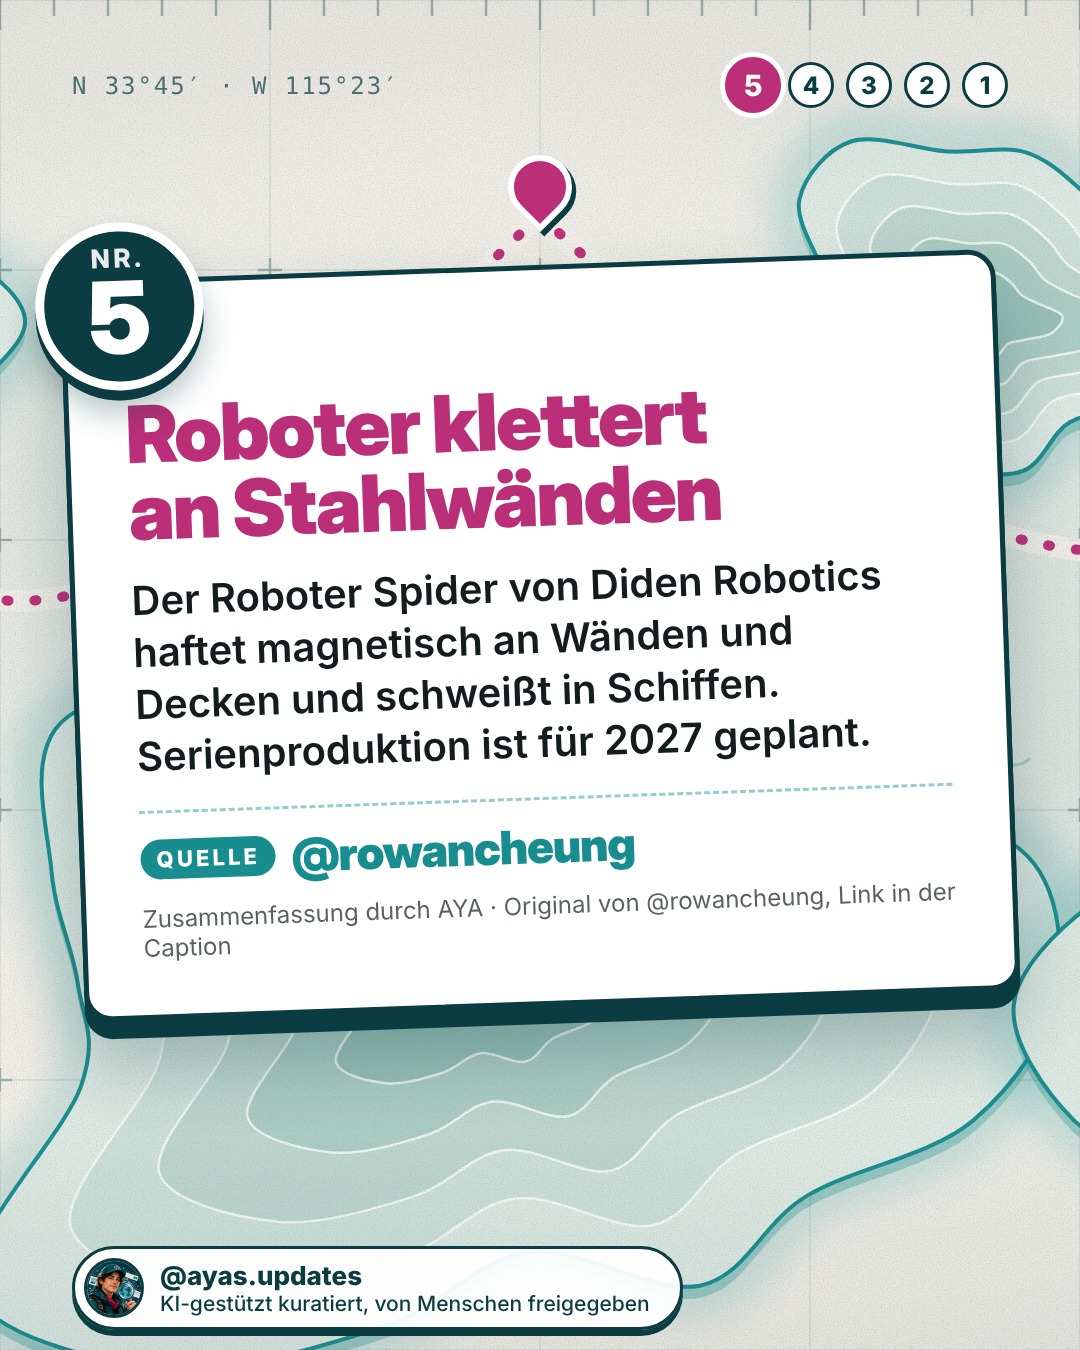 N 33°45′ · W 115°23′
5 4 3 2 1
NR.
5
Roboter klettert
an Stahlwänden
Der Roboter Spider von Diden Robotics
haftet magnetisch an Wänden und
Decken und schweißt in Schiffen.
Serienproduktion ist für 2027 geplant.
QUELLE @rowancheung
Zusammenfassung durch AYA · Original von @rowancheung, Link in der
Caption
@ayas.updates
KI-gestützt kuratiert, von Menschen freigegeben